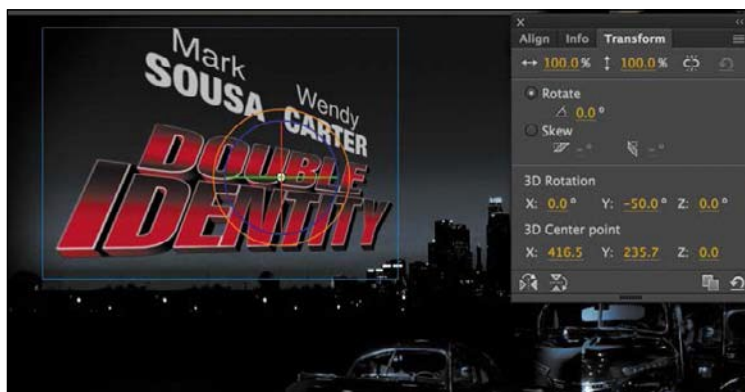 Mark
SOUSA
Wendy
CARTER
DOUBLE
IDENTITY
Align Info Transform
100.0 % 100.0 %
Rotate
0.0 °
Skew
- ° - °
3D Rotation
X: 0.0 ° Y: -50.0 ° Z: 0.0 °
3D Center point
X: 416.5 Y: 235.7 Z: 0.0